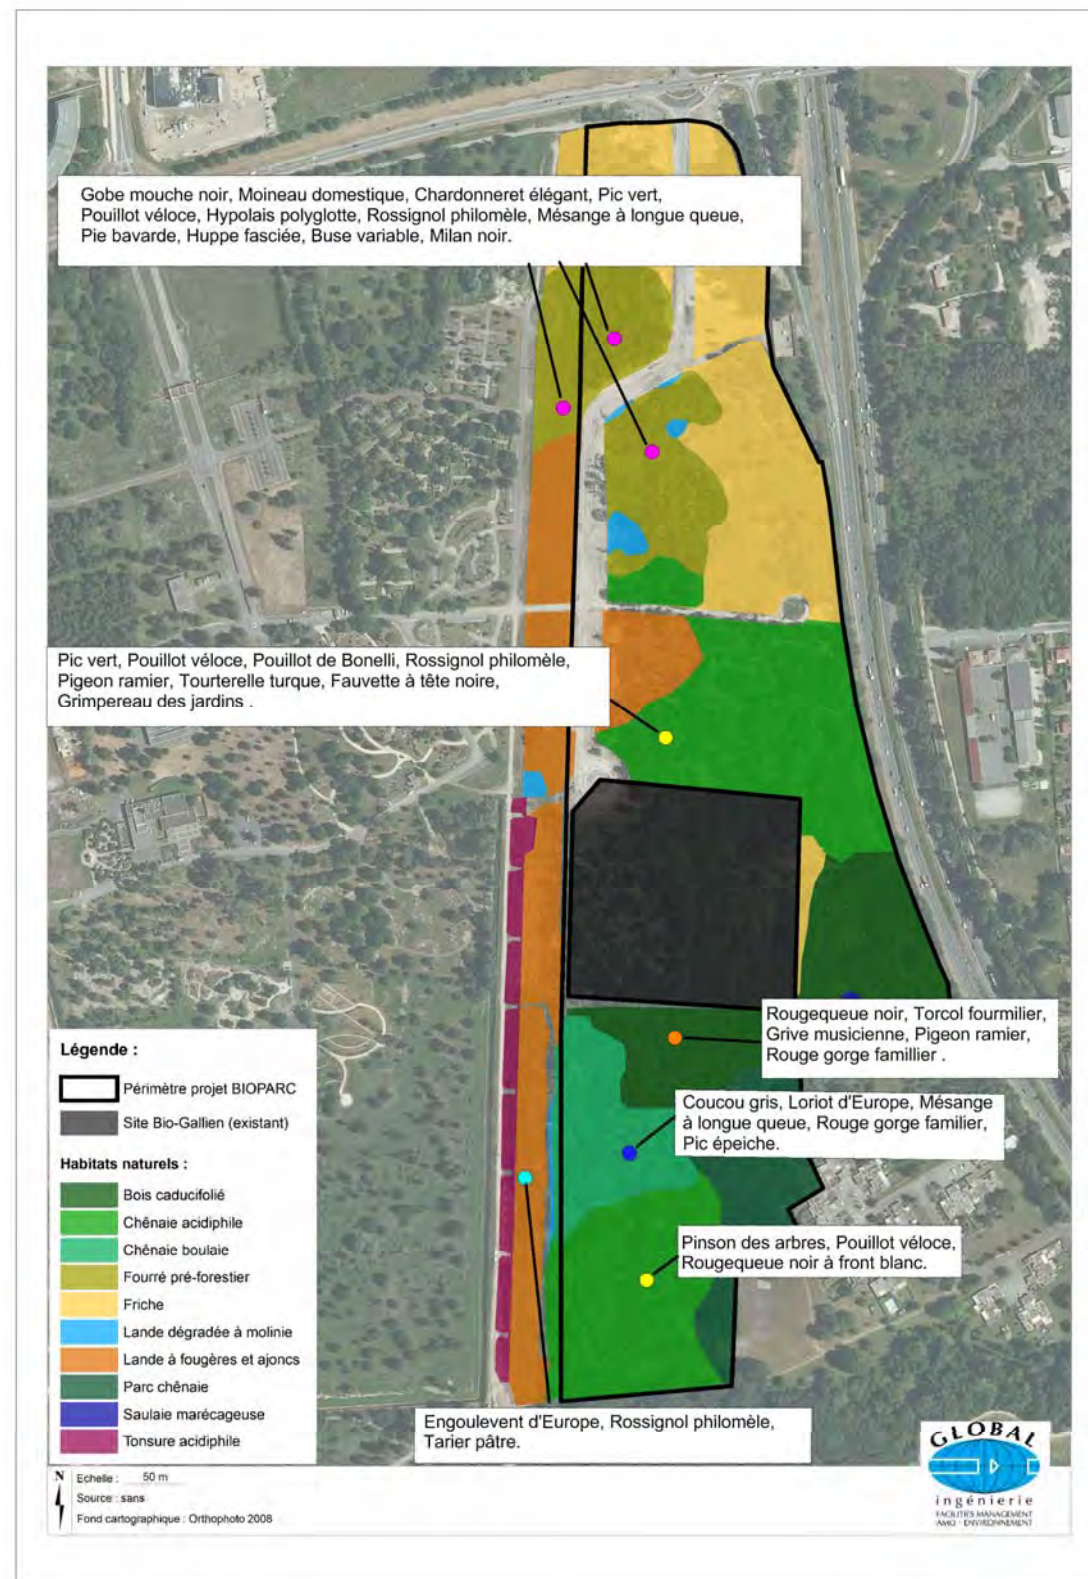 Gobe mouche noir, Moineau domestique, Chardonneret élégant, Pic vert,
Pouillot véloce, Hypolais polyglotte, Rossignol philomèle, Mésange à longue queue,
Pie bavarde, Huppe fasciée, Buse variable, Milan noir.
Pic vert, Pouillot véloce, Pouillot de Bonelli, Rossignol philomèle,
Pigeon ramier, Tourterelle turque, Fauvette à tête noire,
Grimpereau des jardins .
Rougequeue noir, Torcol fourmilier,
Grive musicienne, Pigeon ramier,
Rouge gorge famillier .
Coucou gris, Loriot d'Europe, Mésange
à longue queue, Rouge gorge familier,
Pic épeiche.
Pinson des arbres, Pouillot véloce,
Rougequeue noir à front blanc.
Engoulevent d'Europe, Rossignol philomèle,
Tarier pâtre.
Légende :
Périmètre projet BIOPARC
Site Bio-Gallien (existant)
Habitats naturels :
Bois caducifolié
Chênaie acidiphile
Chênaie boulaie
Fourré pré-forestier
Friche
Lande dégradée à molinie
Lande à fougères et ajoncs
Parc chênaie
Saulaie marécageuse
Tonsure acidiphile
N
Echelle : 50 m
Source : sans
Fond cartographique : Orthophoto 2008
GLOBAL
ingénierie
FACILITIES MANAGEMENT
AMO - ENVIRONNEMENT